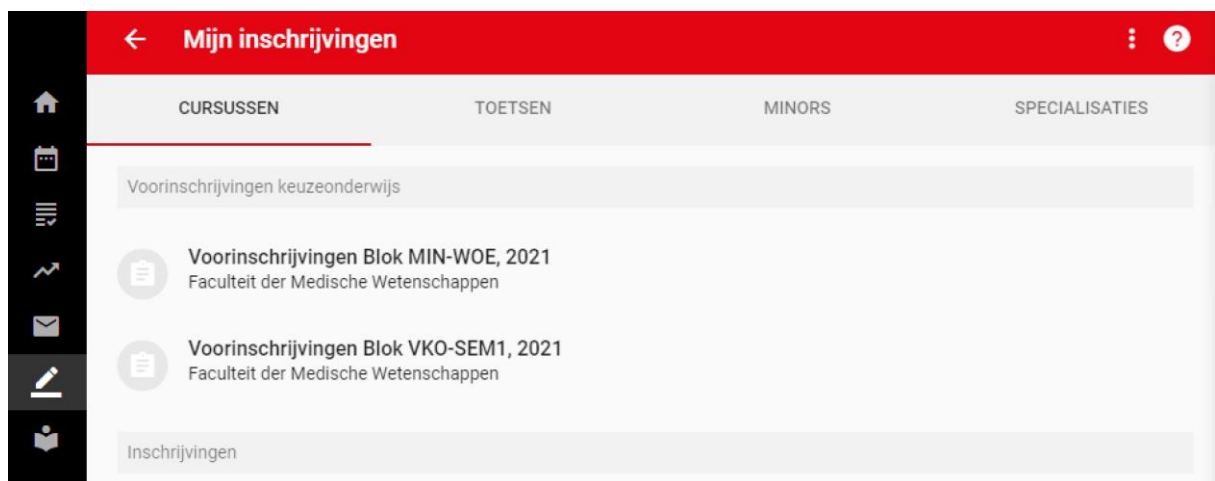 Mijn inschrijvingen
?
CURSUSSEN TOETSEN MINORS SPECIALISATIES
Voorinschrijvingen keuzeonderwijs
Voorinschrijvingen Blok MIN-WOE, 2021
Faculteit der Medische Wetenschappen
Voorinschrijvingen Blok VKO-SEM1, 2021
Faculteit der Medische Wetenschappen
Inschrijvingen